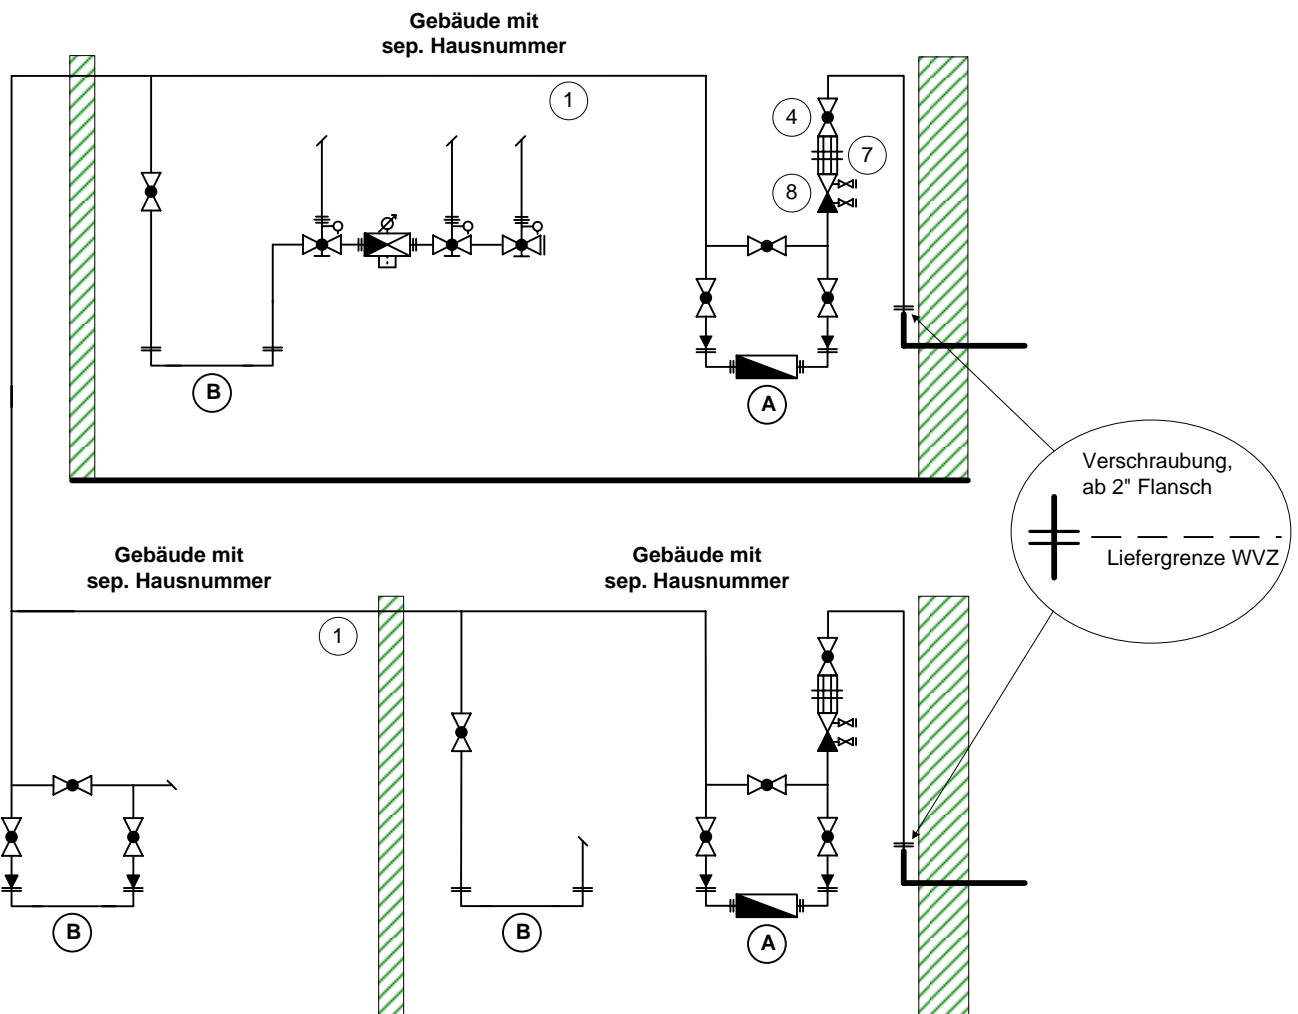 Gebäude mit
sep. Hausnummer
1
4
7
8
B
A
Verschraubung,
ab 2" Flansch
Liefergrenze WVZ
Gebäude mit
sep. Hausnummer
Gebäude mit
sep. Hausnummer
1
B
B
A